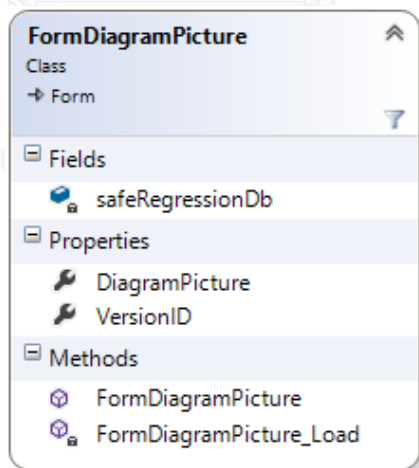 FormDiagramPicture
Class
Form
Fields
safeRegressionDb
Properties
DiagramPicture
VersionID
Methods
FormDiagramPicture
FormDiagramPicture_Load